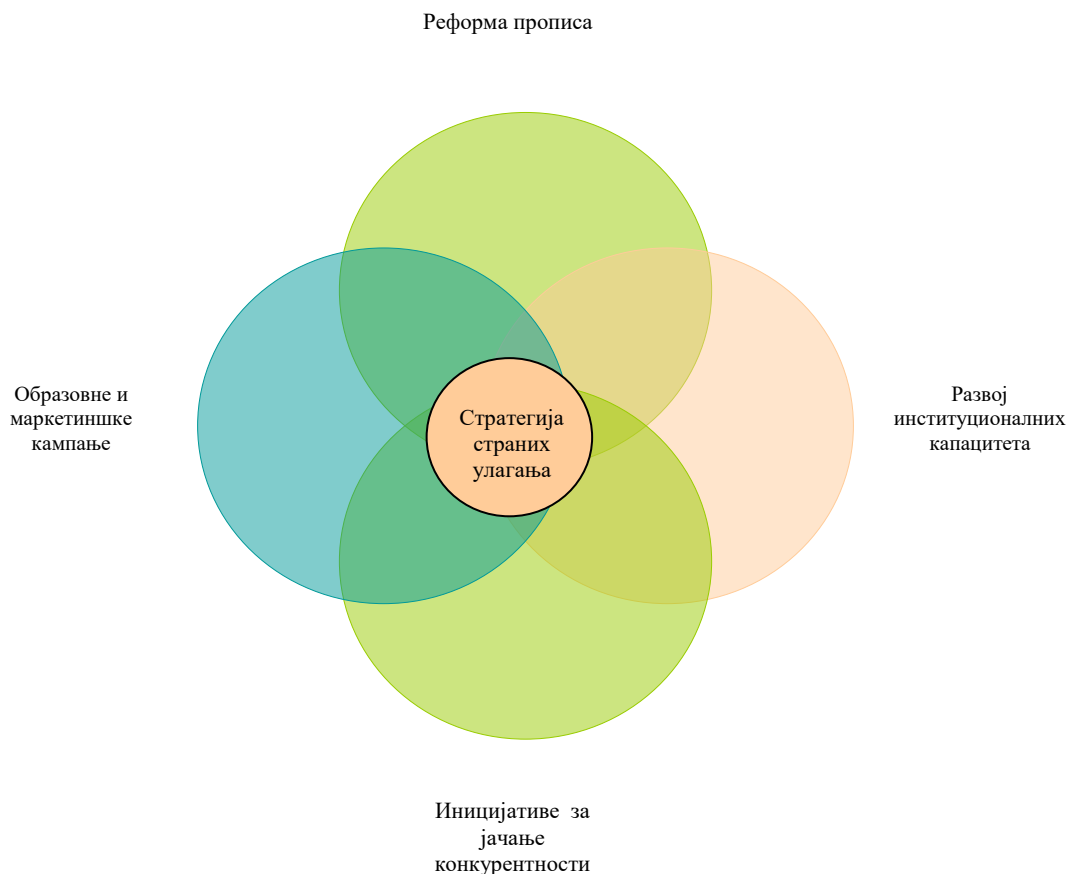 Реформа прописа
Образовне и
маркетиншке
кампање
Стратегија
страних
улагања
Развој
институционалних
капацитета
Иницијативе за
јачање
конкурентности